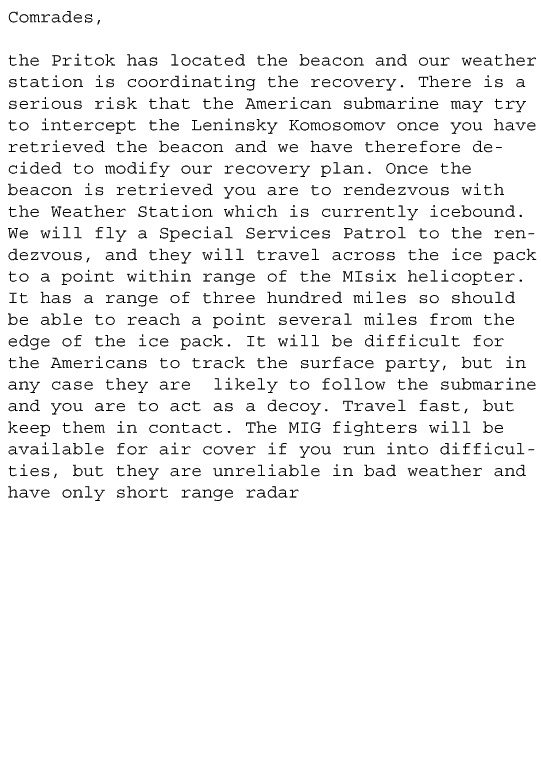 Comrades,
the Pritok has located the beacon and our weather
station is coordinating the recovery. There is a
serious risk that the American submarine may try
to intercept the Leninsky Komosomov once you have
retrieved the beacon and we have therefore de-
cided to modify our recovery plan. Once the
beacon is retrieved you are to rendezvous with
the Weather Station which is currently icebound.
We will fly a Special Services Patrol to the ren-
dezvous, and they will travel across the ice pack
to a point within range of the MIsix helicopter.
It has a range of three hundred miles so should
be able to reach a point several miles from the
edge of the ice pack. It will be difficult for
the Americans to track the surface party, but in
any case they are  likely to follow the submarine
and you are to act as a decoy. Travel fast, but
keep them in contact. The MIG fighters will be
available for air cover if you run into difficul-
ties, but they are unreliable in bad weather and
have only short range radar